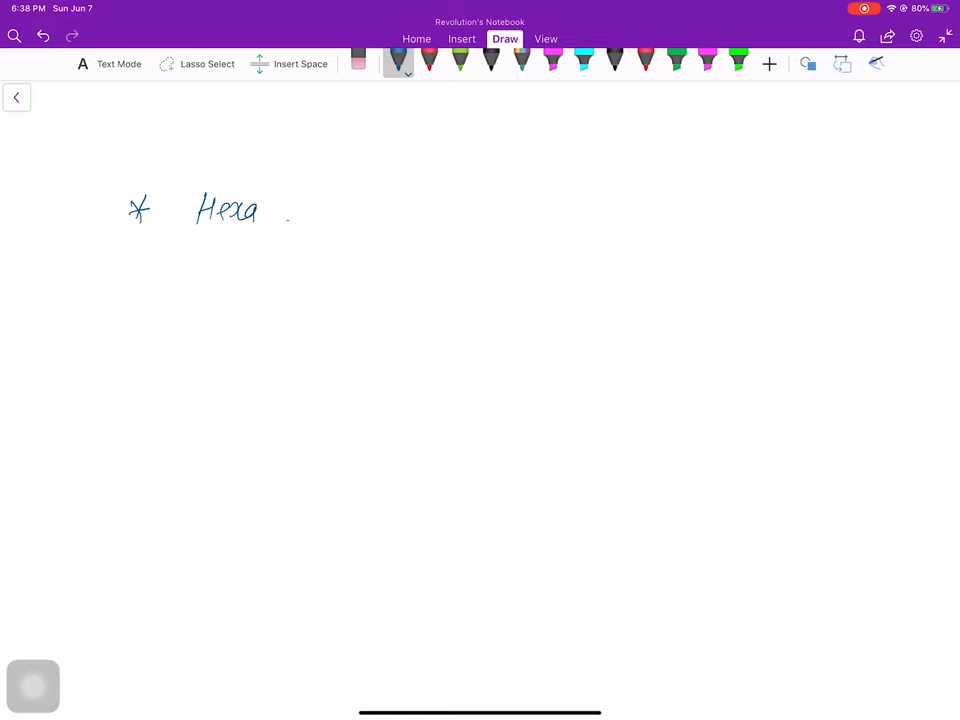 6:38 PM Sun Jun 7 80%
Revolution's Notebook
Home Insert Draw View
A Text Mode Lasso Select Insert Space
* Hexa